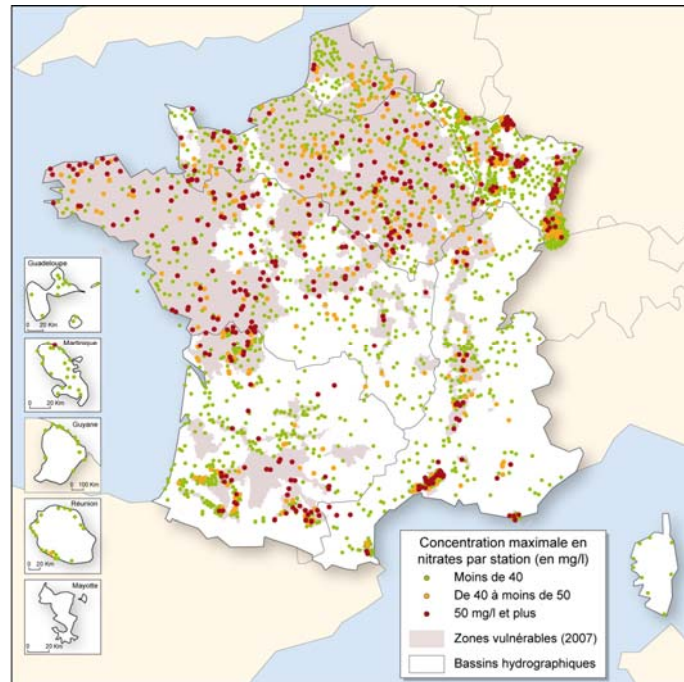 Guadeloupe
0 20 Km
Martinique
0 20 Km
Guyane
0 100 Km
Réunion
0 20 Km
Mayotte
0 20 Km
Concentration maximale en
nitrates par station (en mg/l)
Moins de 40
De 40 à moins de 50
50 mg/l et plus
Zones vulnérables (2007)
Bassins hydrographiques